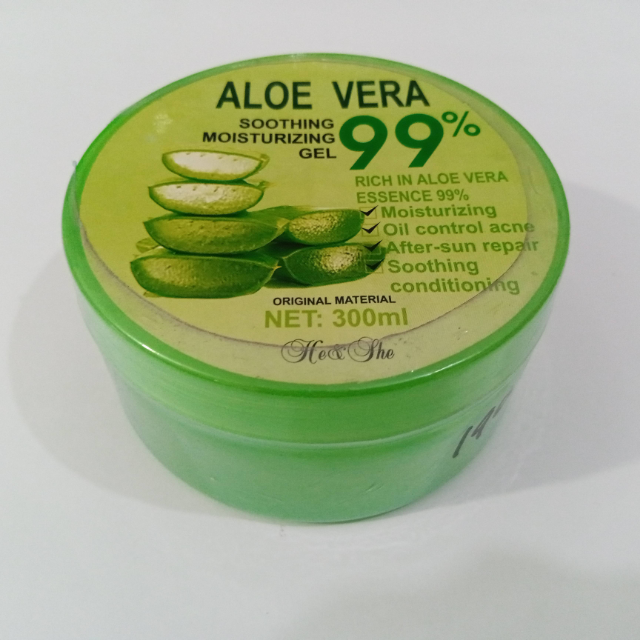 ALOE VERA
SOOTHING
MOISTURIZING
GEL
99%
RICH IN ALOE VERA
ESSENCE 99%
Moisturizing
Oil control acne
After-sun repair
Soothing
conditioning
ORIGINAL MATERIAL
NET: 300ml
He&She